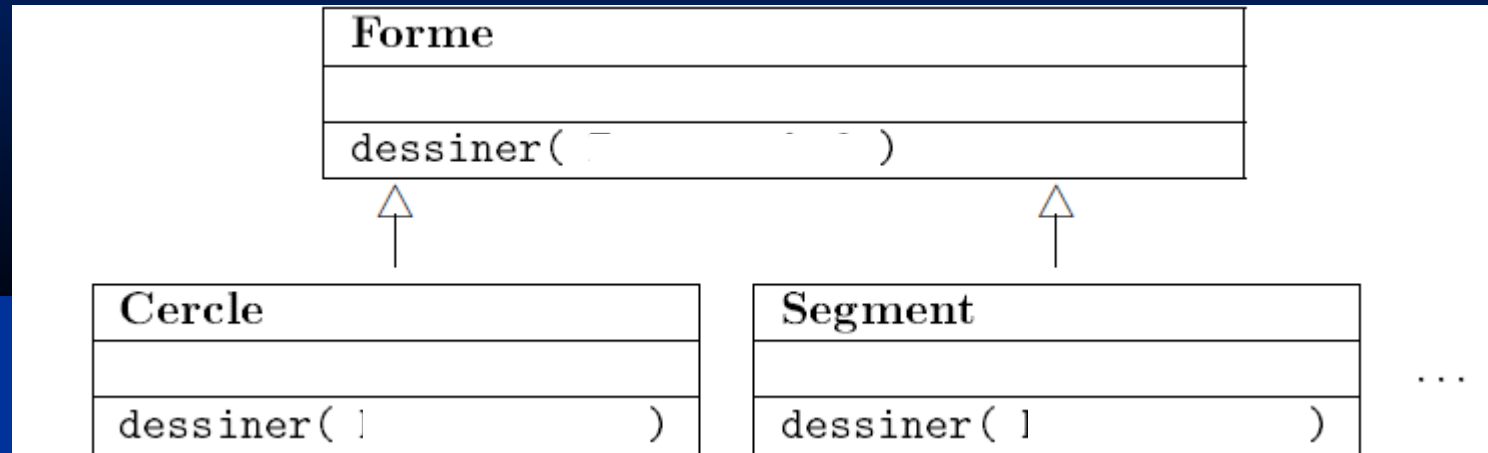 Forme
dessiner( )
Cercle
Segment
dessiner( )
dessiner( )
...